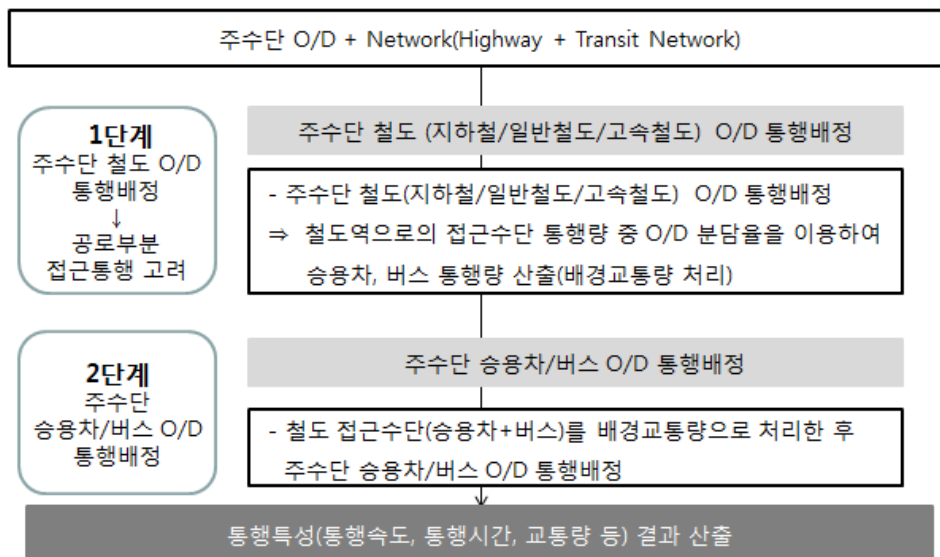 주수단 O/D + Network(Highway + Transit Network)
1단계
주수단 철도 O/D
통행배정
↓
공로부분
접근통행 고려
주수단 철도 (지하철/일반철도/고속철도) O/D 통행배정
- 주수단 철도(지하철/일반철도/고속철도) O/D 통행배정
⇒ 철도역으로의 접근수단 통행량 중 O/D 분담율을 이용하여
승용차, 버스 통행량 산출(배경교통량 처리)
2단계
주수단
승용차/버스 O/D
통행배정
주수단 승용차/버스 O/D 통행배정
- 철도 접근수단(승용차+버스)를 배경교통량으로 처리한 후
주수단 승용차/버스 O/D 통행배정
통행특성(통행속도, 통행시간, 교통량 등) 결과 산출